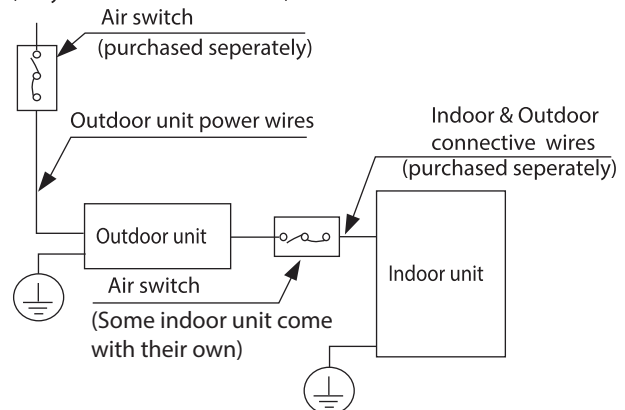 Air switch
(purchased seperately)
Outdoor unit power wires
Indoor & Outdoor
connective wires
(purchased seperately)
Outdoor unit
Indoor unit
Air switch
(Some indoor unit come
with their own)